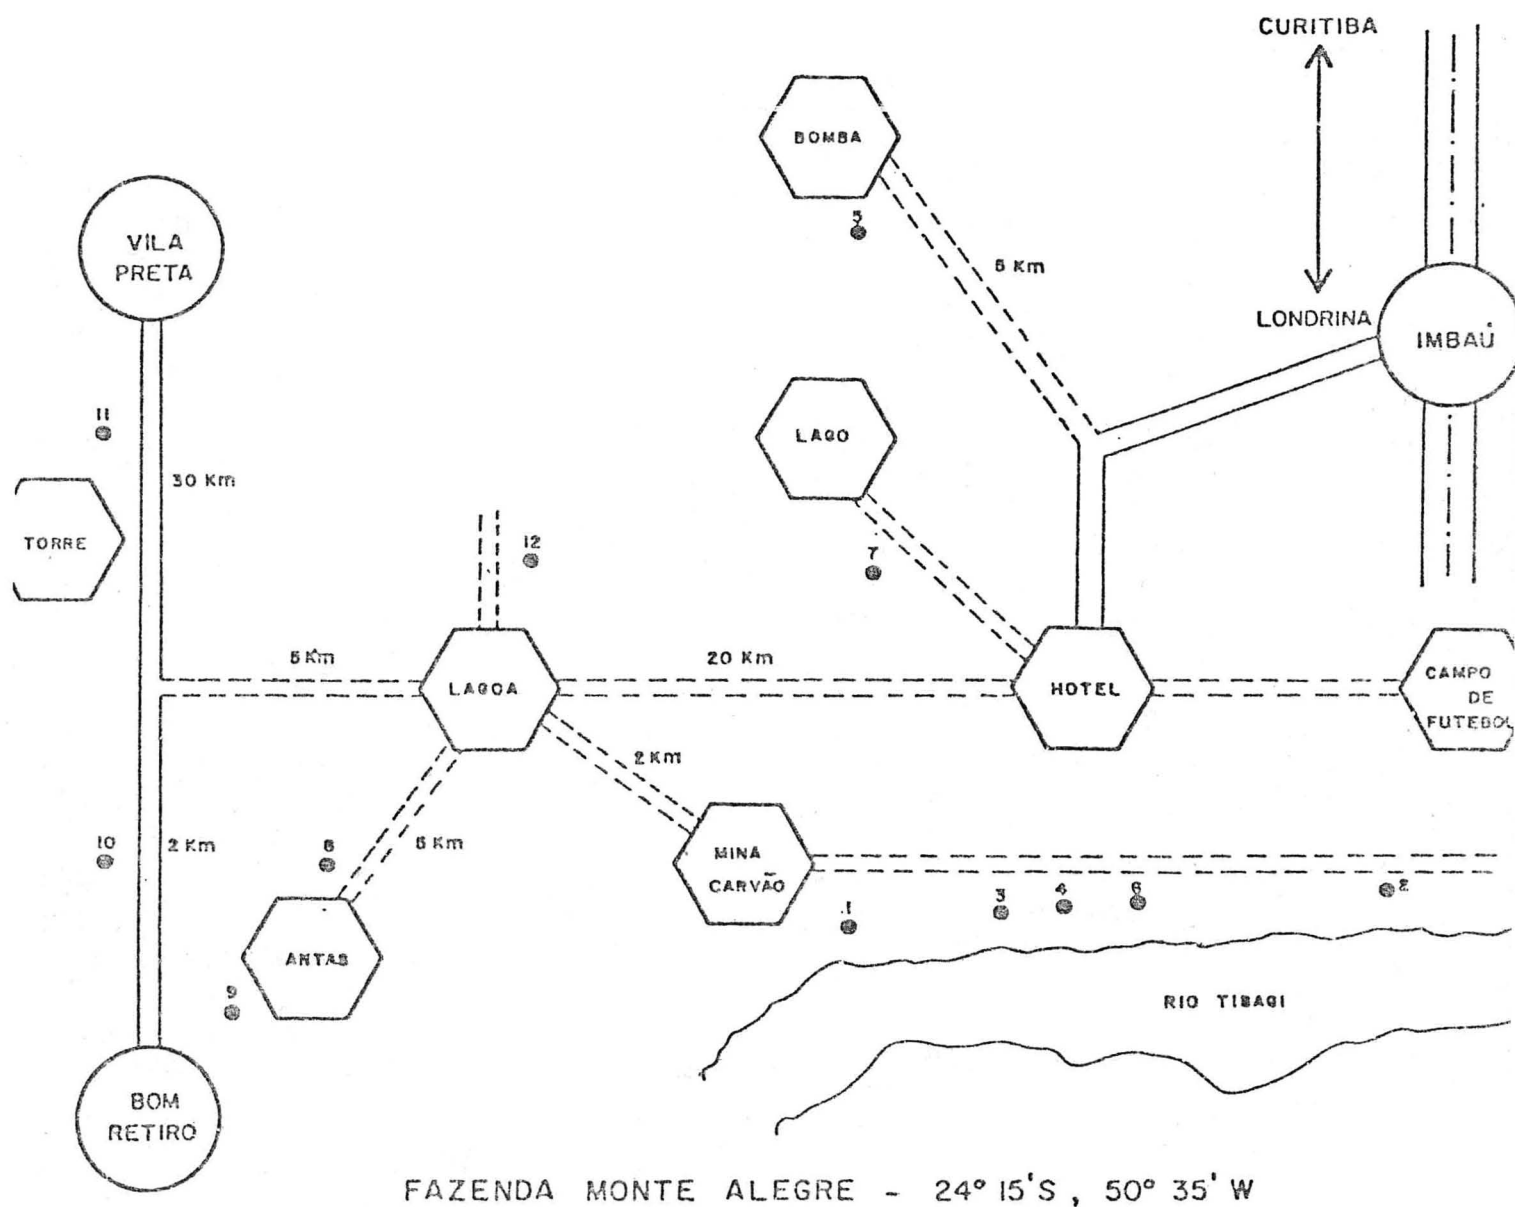 CURITIBA
BOMBA
5
VILA
PRETA
5 Km
LONDRINA
IMBAÚ
11
LAGO
30 Km
TORRE
12
7
5 Km
20 Km
LAGOA
HOTEL
CAMPO
DE
FUTEBOL
2 Km
10
2 Km
8
5 Km
MINA
CARVÃO
1
3
4
6
2
ANTAS
9
RIO TIBAGI
BOM
RETIRO
FAZENDA MONTE ALEGRE - 24° 15'S, 50° 35' W